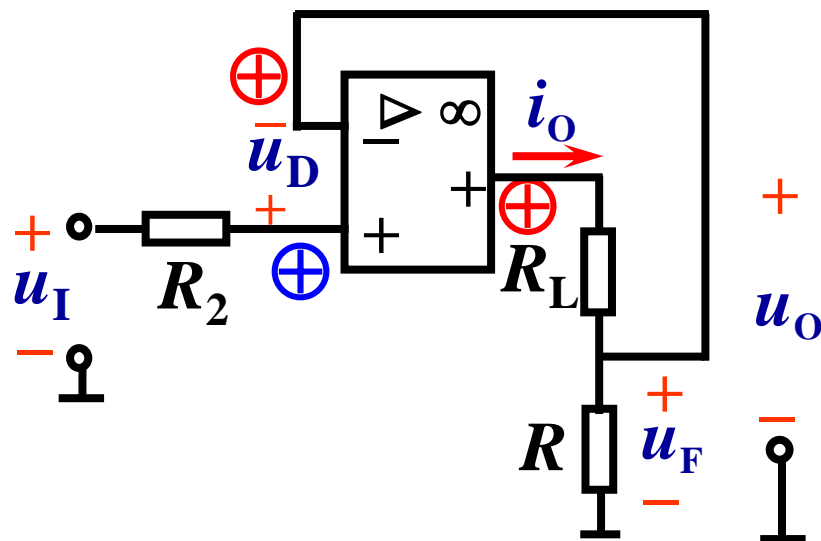 ▷ ∞
⊕
− − i_O
u_D
+ + +
⊕ +
+ + ⊕
u_I R_2 R_L
u_O
−
+
−
R u_F
−